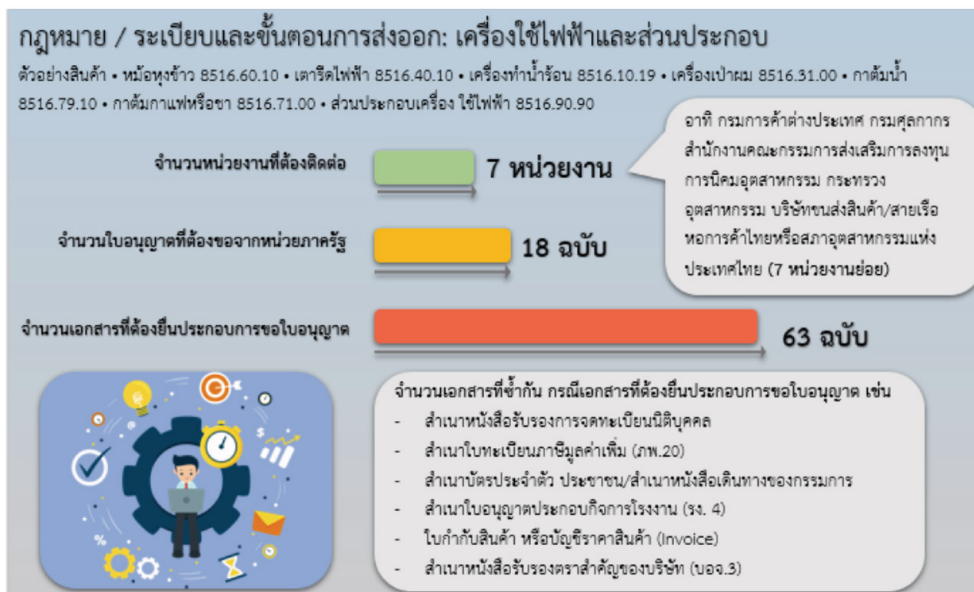 กฎหมาย / ระเบียบและขั้นตอนการส่งออก: เครื่องใช้ไฟฟ้าและส่วนประกอบ
ตัวอย่างสินค้า • หม้อหุงข้าว 8516.60.10 • เตารีดไฟฟ้า 8516.40.10 • เครื่องทำน้ำร้อน 8516.10.19 • เครื่องเป่าผม 8516.31.00 • กาต้มน้ำ
8516.79.10 • กาต้มกาแฟหรือชา 8516.71.00 • ส่วนประกอบเครื่อง ใช้ไฟฟ้า 8516.90.90
จำนวนหน่วยงานที่ต้องติดต่อ
7 หน่วยงาน
อาทิ กรมการค้าต่างประเทศ กรมศุลกากร
สำนักงานคณะกรรมการส่งเสริมการลงทุน
การนิคมอุตสาหกรรม กระทรวง
อุตสาหกรรม บริษัทขนส่งสินค้า/สายเรือ
หอการค้าไทยหรือสภาอุตสาหกรรมแห่ง
ประเทศไทย (7 หน่วยงานย่อย)
จำนวนใบอนุญาตที่ต้องขอจากหน่วยภาครัฐ
18 ฉบับ
จำนวนเอกสารที่ต้องยื่นประกอบการขอใบอนุญาต
63 ฉบับ
จำนวนเอกสารที่ซ้ำกัน กรณีเอกสารที่ต้องยื่นประกอบการขอใบอนุญาต เช่น
- สำเนาหนังสือรับรองการจดทะเบียนนิติบุคคล
- สำเนาใบทะเบียนภาษีมูลค่าเพิ่ม (ภพ.20)
- สำเนาบัตรประจำตัว ประชาชน/สำเนาหนังสือเดินทางของกรรมการ
- สำเนาใบอนุญาตประกอบกิจการโรงงาน (รง. 4)
- ใบกำกับสินค้า หรือบัญชีราคาสินค้า (Invoice)
- สำเนาหนังสือรับรองตราสำคัญของบริษัท (บอจ.3)